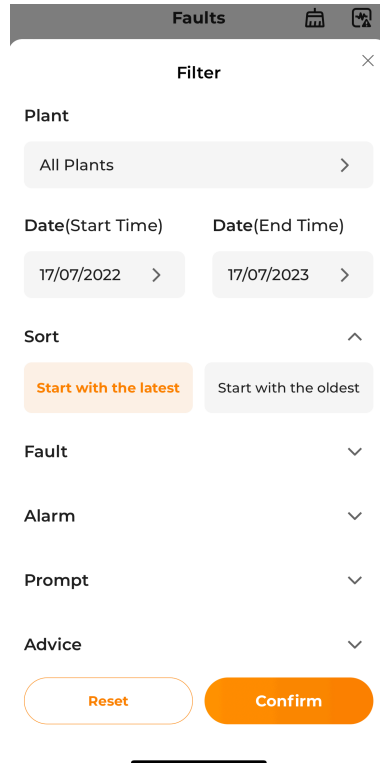 Faults
Filter
Plant
All Plants
Date(Start Time) Date(End Time)
17/07/2022 17/07/2023
Sort
Start with the latest Start with the oldest
Fault
Alarm
Prompt
Advice
Reset Confirm